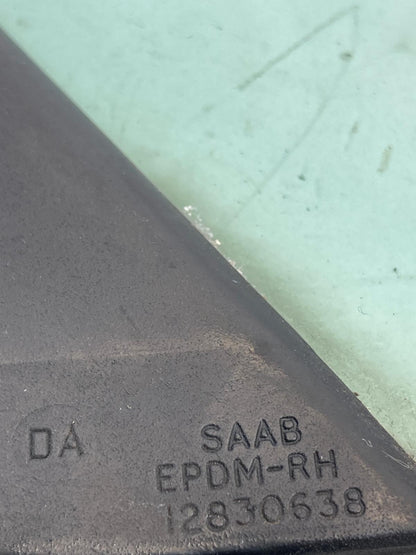 DA
SAAB
EPDM-RH
12830638